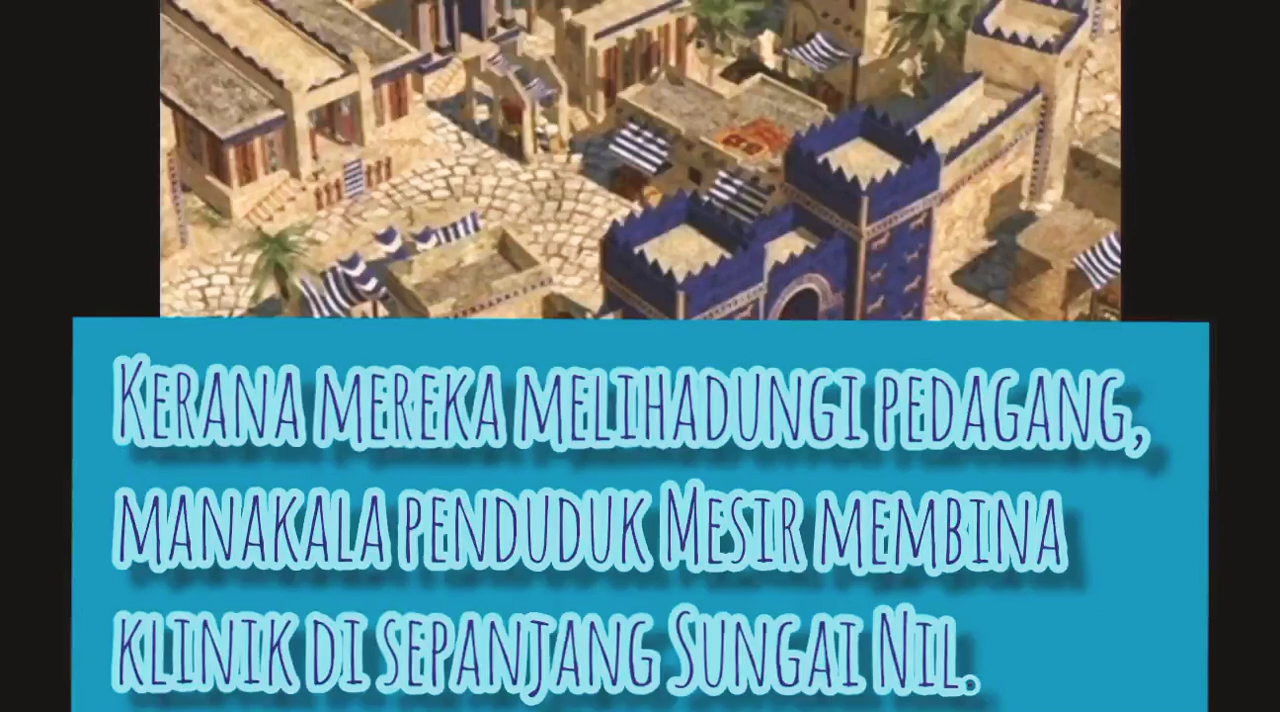 Kerana mereka melihadungi pedagang,
manakala penduduk Mesir membina
klinik di sepanjang Sungai Nil.